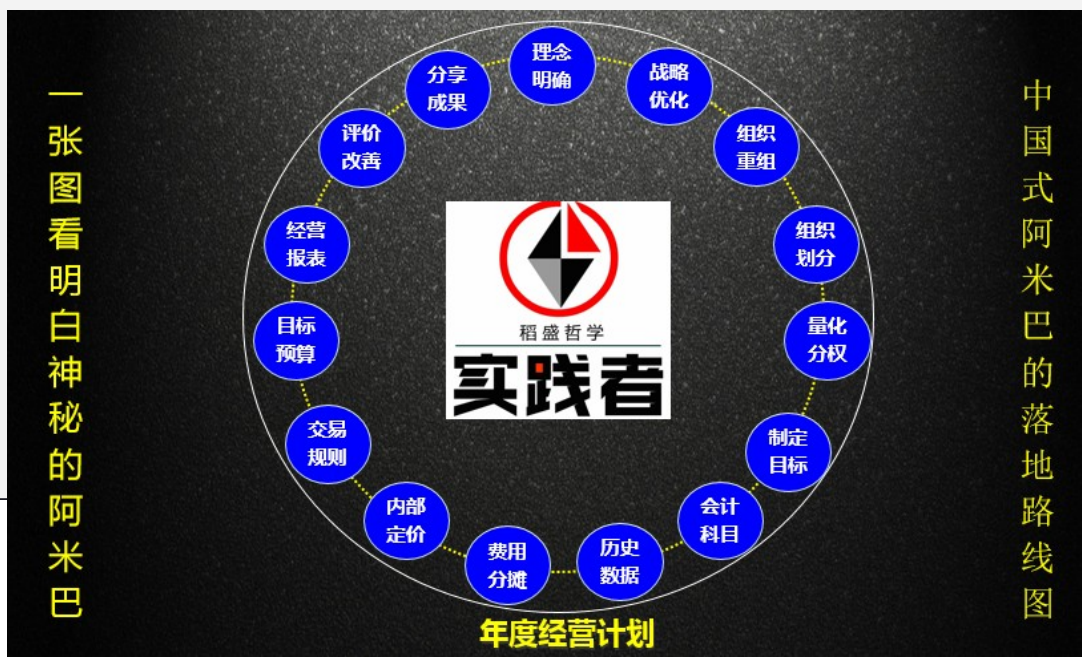 一张图看明白神秘的阿米巴
理念
明确
战略
优化
组织
重组
组织
划分
量化
分权
制定
目标
会计
科目
历史
数据
费用
分摊
内部
定价
交易
规则
目标
预算
经营
报表
评价
改善
分享
成果
稻盛哲学
实践者
年度经营计划
中国式阿米巴的落地路线图